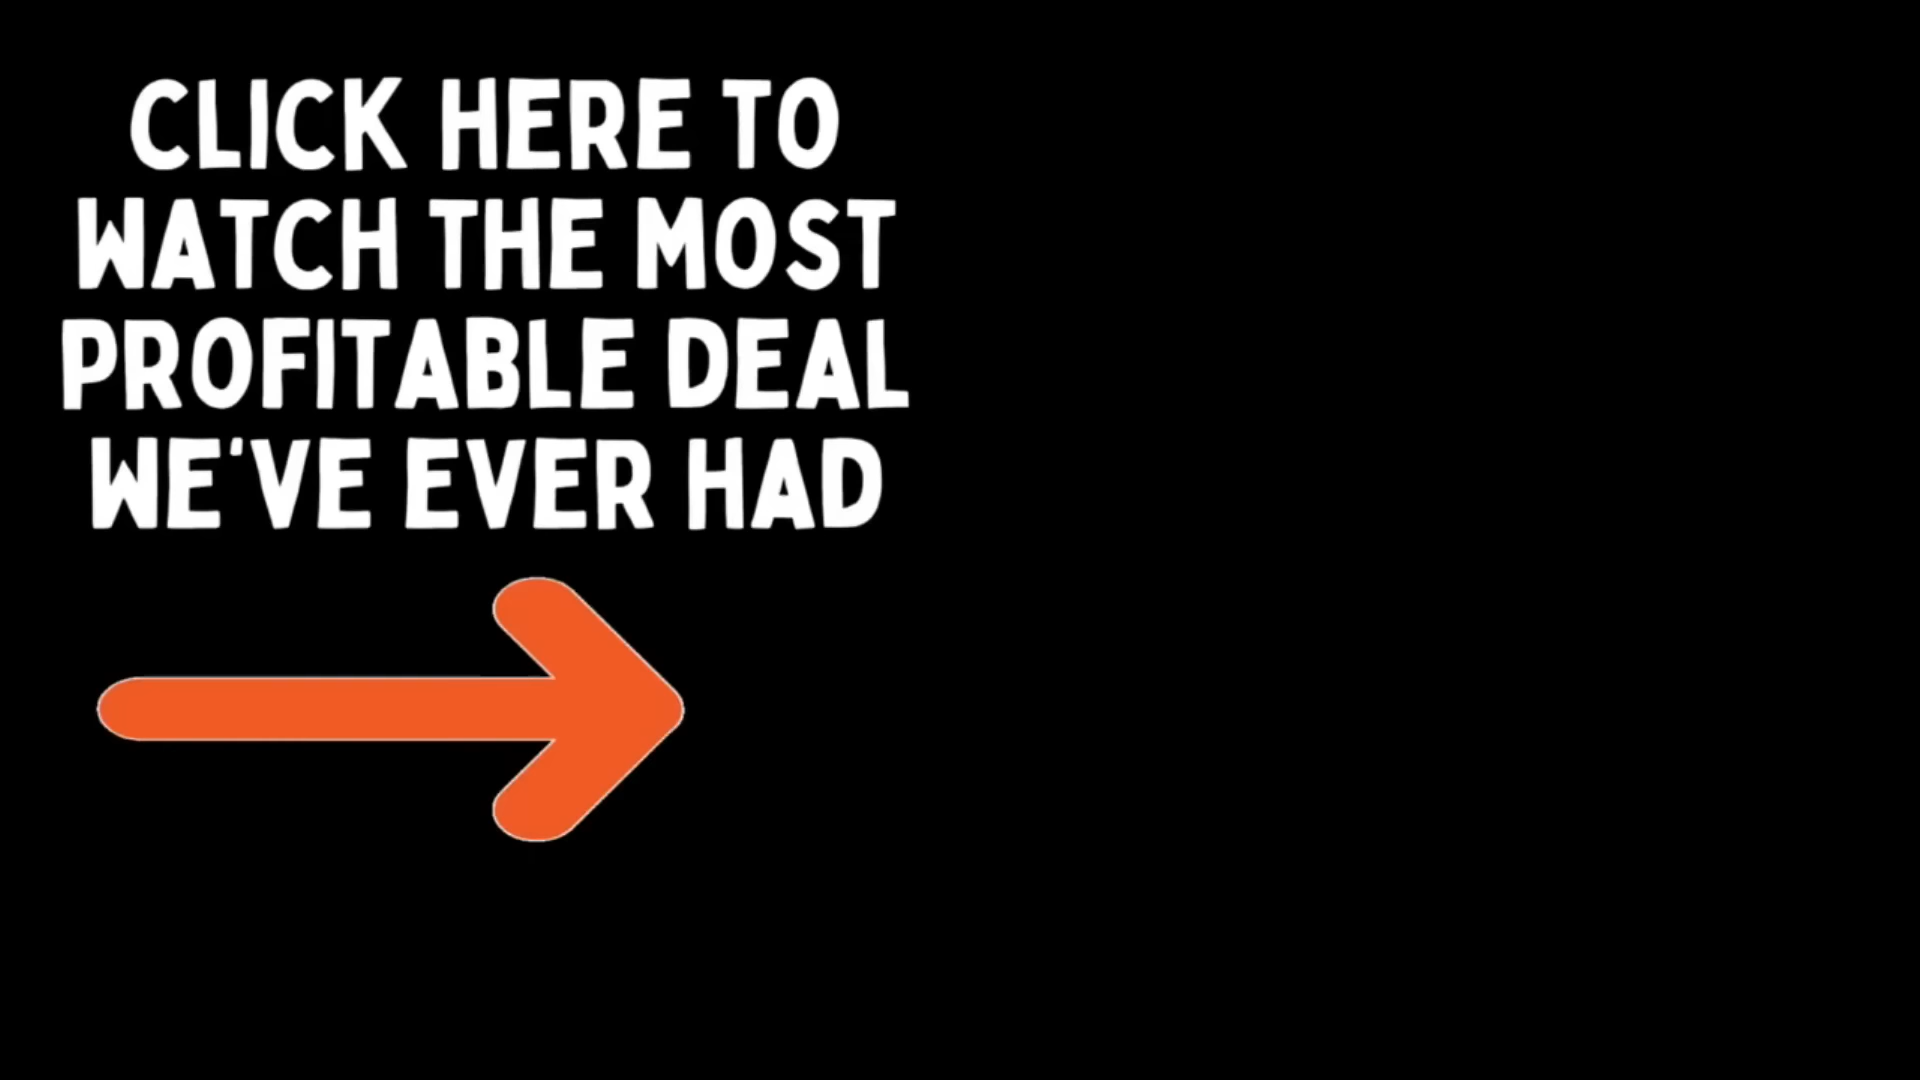 CLICK HERE TO
WATCH THE MOST
PROFITABLE DEAL
WE'VE EVER HAD